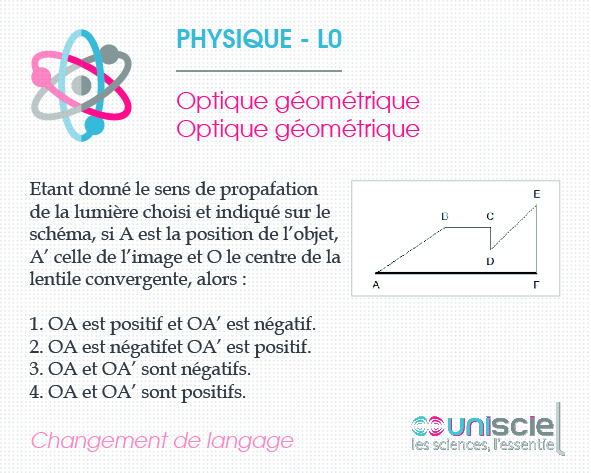 PHYSIQUE - L0
Optique géométrique
Optique géométrique
Etant donné le sens de propafation
de la lumière choisi et indiqué sur le
schéma, si A est la position de l'objet,
A' celle de l'image et O le centre de la
lentile convergente, alors :
1. OA est positif et OA' est négatif.
2. OA est négatifet OA' est positif.
3. OA et OA' sont négatifs.
4. OA et OA' sont positifs.
Changement de langage
E
B C
D
A F
uniscie
les sciences, l'essentiel